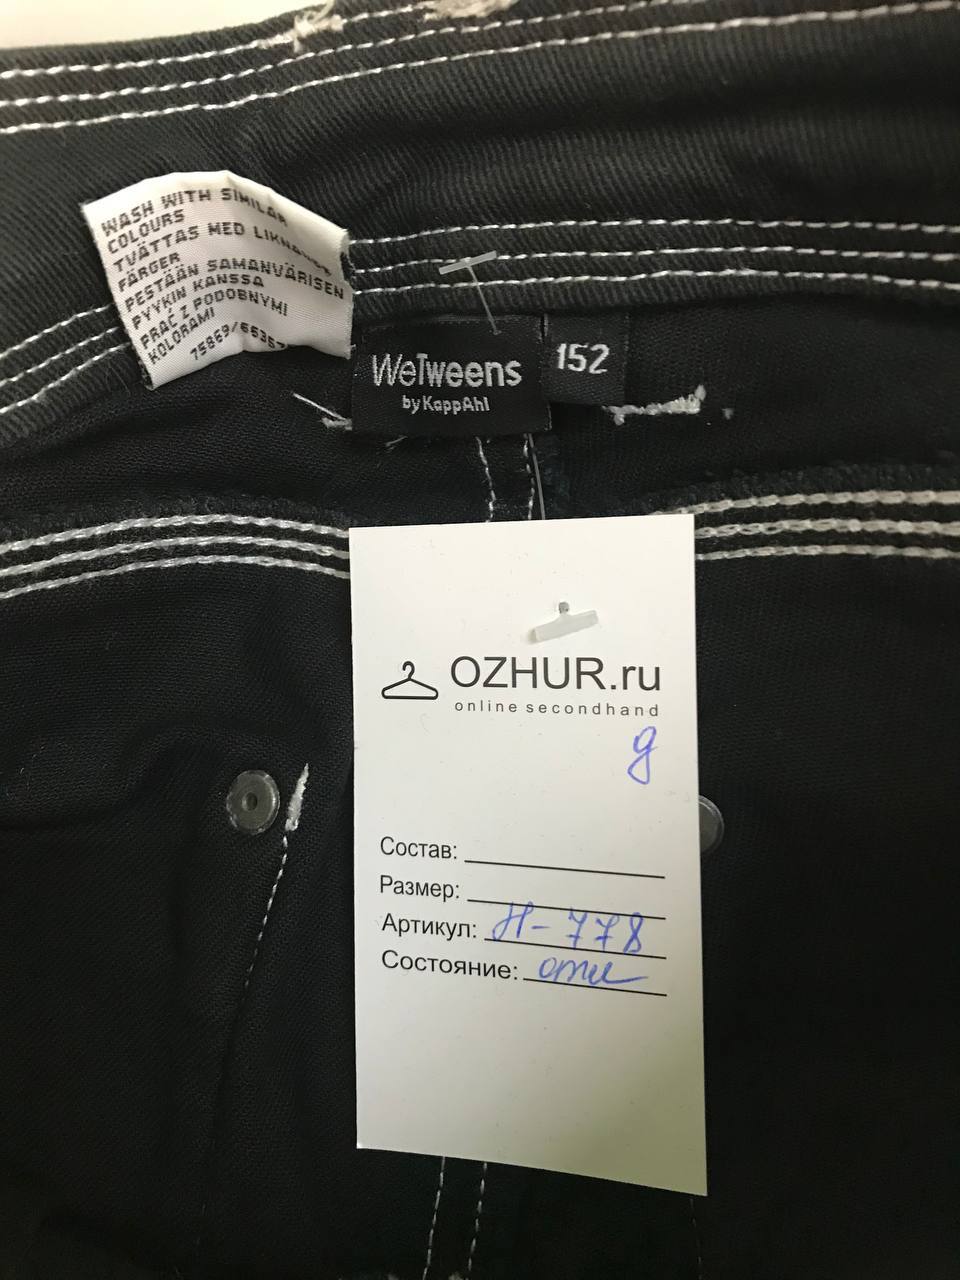 WASH WITH SIMILAR
COLOURS
TVÄTTAS MED LIKNANDE
FÄRGER
PESTÄÄN SAMANVÄRISEN
PYYKIN KANSSA
PRAĆ Z PODOBNYMI
KOLORAMI
WeTweens
by KappAhl
152
OZHUR.ru
online secondhand
д
Состав:
Размер:
Артикул: Н-778
Состояние: отл